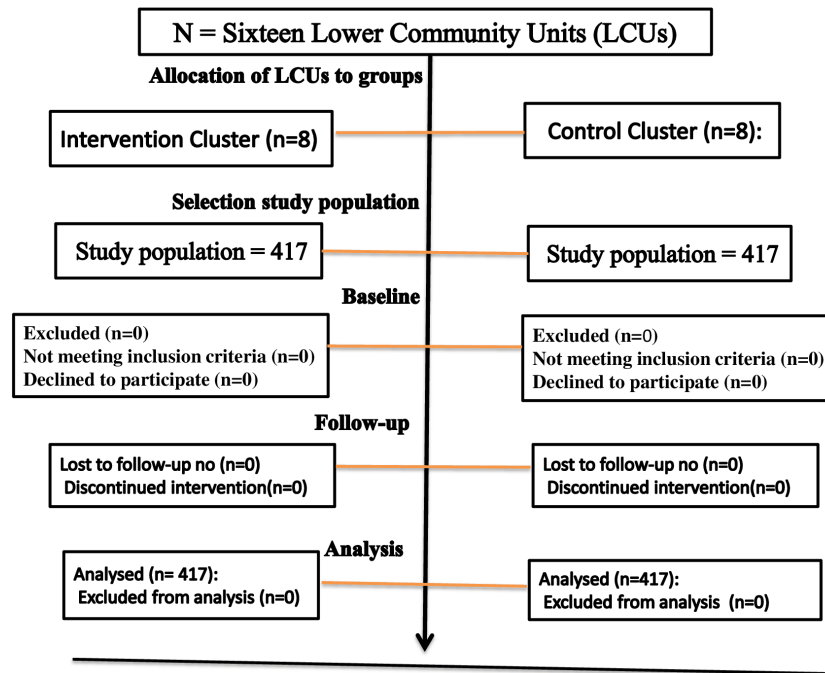 N = Sixteen Lower Community Units (LCUs)
Allocation of LCUs to groups
Intervention Cluster (n=8)
Control Cluster (n=8):
Selection study population
Study population = 417
Study population = 417
Baseline
Excluded (n=0)
Not meeting inclusion criteria (n=0)
Declined to participate (n=0)
Excluded (n=0)
Not meeting inclusion criteria (n=0)
Declined to participate (n=0)
Follow-up
Lost to follow-up no (n=0)
Discontinued intervention(n=0)
Lost to follow-up no (n=0)
Discontinued intervention(n=0)
Analysis
Analysed (n= 417):
Excluded from analysis (n=0)
Analysed (n=417):
Excluded from analysis (n=0)